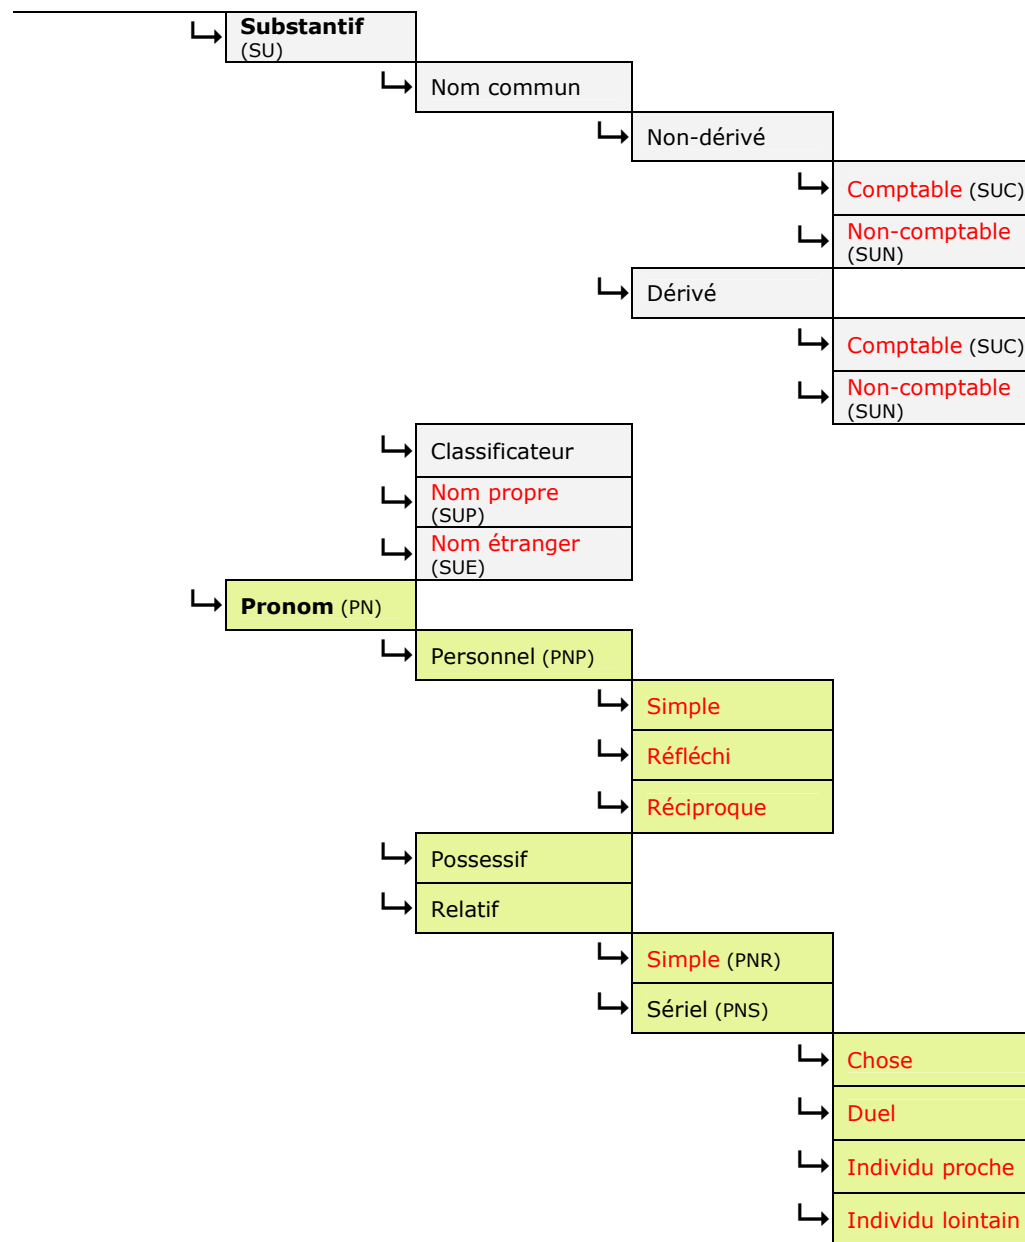 Substantif
(SU)
Nom commun
Non-dérivé
Comptable (SUC)
Non-comptable
(SUN)
Dérivé
Comptable (SUC)
Non-comptable
(SUN)
Classificateur
Nom propre
(SUP)
Nom étranger
(SUE)
Pronom (PN)
Personnel (PNP)
Simple
Réfléchi
Réciproque
Possessif
Relatif
Simple (PNR)
Sériel (PNS)
Chose
Duel
Individu proche
Individu lointain